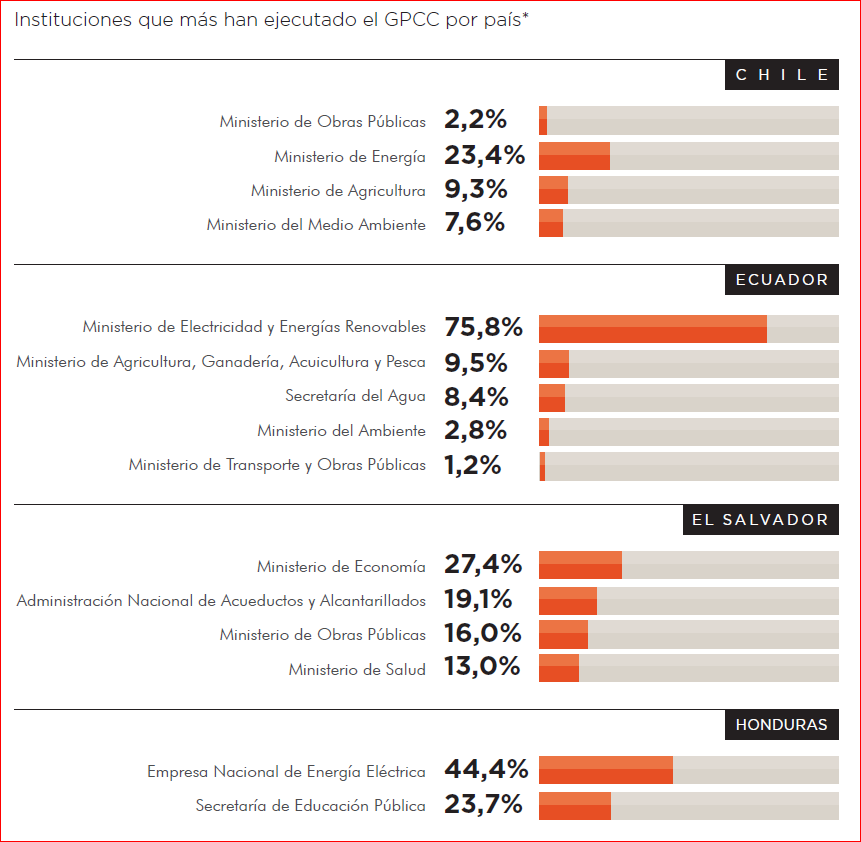 Instituciones que más han ejecutado el GPCC por país*
CHILE
Ministerio de Obras Públicas 2,2%
Ministerio de Energía 23,4%
Ministerio de Agricultura 9,3%
Ministerio del Medio Ambiente 7,6%
ECUADOR
Ministerio de Electricidad y Energías Renovables 75,8%
Ministerio de Agricultura, Ganadería, Acuicultura y Pesca 9,5%
Secretaría del Agua 8,4%
Ministerio del Ambiente 2,8%
Ministerio de Transporte y Obras Públicas 1,2%
EL SALVADOR
Ministerio de Economía 27,4%
Administración Nacional de Acueductos y Alcantarillados 19,1%
Ministerio de Obras Públicas 16,0%
Ministerio de Salud 13,0%
HONDURAS
Empresa Nacional de Energía Eléctrica 44,4%
Secretaría de Educación Pública 23,7%